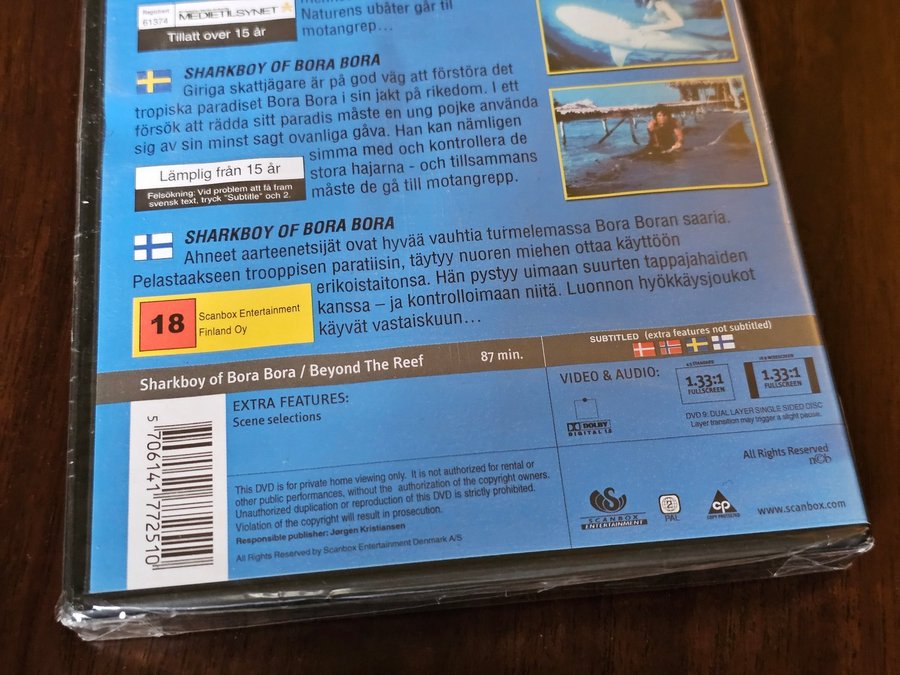 Registrert
61374
MEDIETILSYNET
Tillatt over 15 år
Naturens ubåter går til
motangrep...
SHARKBOY OF BORA BORA
Giriga skattjägare är på god väg att förstöra det
tropiska paradiset Bora Bora i sin jakt på rikedom. I ett
försök att rädda sitt paradis måste en ung pojke använda
sig av sin minst sagt ovanliga gåva. Han kan nämligen
simma med och kontrollera de
stora hajarna - och tillsammans
måste de gå till motangrepp.
Lämplig från 15 år
Felsökning: Vid problem att få fram
svensk text, tryck "Subtitle" och 2.
SHARKBOY OF BORA BORA
Ahneet aarteenetsijät ovat hyvää vauhtia turmelemassa Bora Boran saaria.
Pelastaakseen trooppisen paratiisin, täytyy nuoren miehen ottaa käyttöön
erikoistaitonsa. Hän pystyy uimaan suurten tappajahaiden
kanssa – ja kontrolloimaan niitä. Luonnon hyökkäysjoukot
käyvät vastaiskuun...
18
Scanbox Entertainment
Finland Oy
Sharkboy of Bora Bora / Beyond The Reef 87 min.
SUBTITLED (extra features not subtitled)
EXTRA FEATURES:
Scene selections
VIDEO & AUDIO:
DOLBY
DIGITAL
4:3 STANDARD
1.33:1
FULLSCREEN
16:9 WIDESCREEN
1.33:1
FULLSCREEN
DVD 9: DUAL LAYER SINGLE SIDED DISC
Layer transition may trigger a slight pause.
All Rights Reserved
n©b
This DVD is for private home viewing only. It is not authorized for rental or
other public performances, without the authorization of the copyright owners.
Unauthorized duplication or reproduction of this DVD is strictly prohibited.
Violation of the copyright will result in prosecution.
Responsible publisher: Jørgen Kristiansen
All Rights Reserved by Scanbox Entertainment Denmark A/S
SCANBOX
ENTERTAINMENT
2
PAL
CP
COPY PROTECTED
www.scanbox.com
5 706141 772510